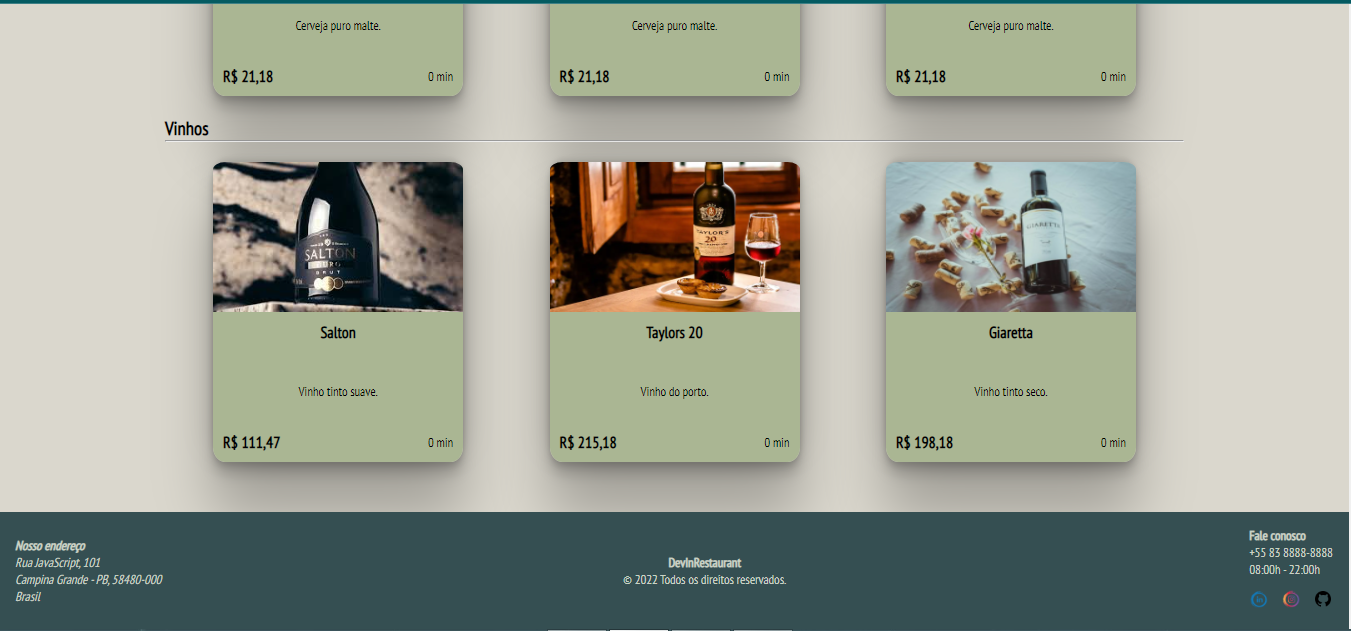 Cerveja puro malte.
Cerveja puro malte.
Cerveja puro malte.
R$ 21,18
0 min
R$ 21,18
0 min
R$ 21,18
0 min
Vinhos
SALTON
BRUT
TAYLOR'S
20
GIARETTA
Salton
Taylors 20
Giaretta
Vinho tinto suave.
Vinho do porto.
Vinho tinto seco.
R$ 111,47
0 min
R$ 215,18
0 min
R$ 198,18
0 min
Nosso endereço
Rua JavaScript, 101
Campina Grande - PB, 58480-000
Brasil
DevInRestaurant
© 2022 Todos os direitos reservados.
Fale conosco
+55 83 8888-8888
08:00h - 22:00h